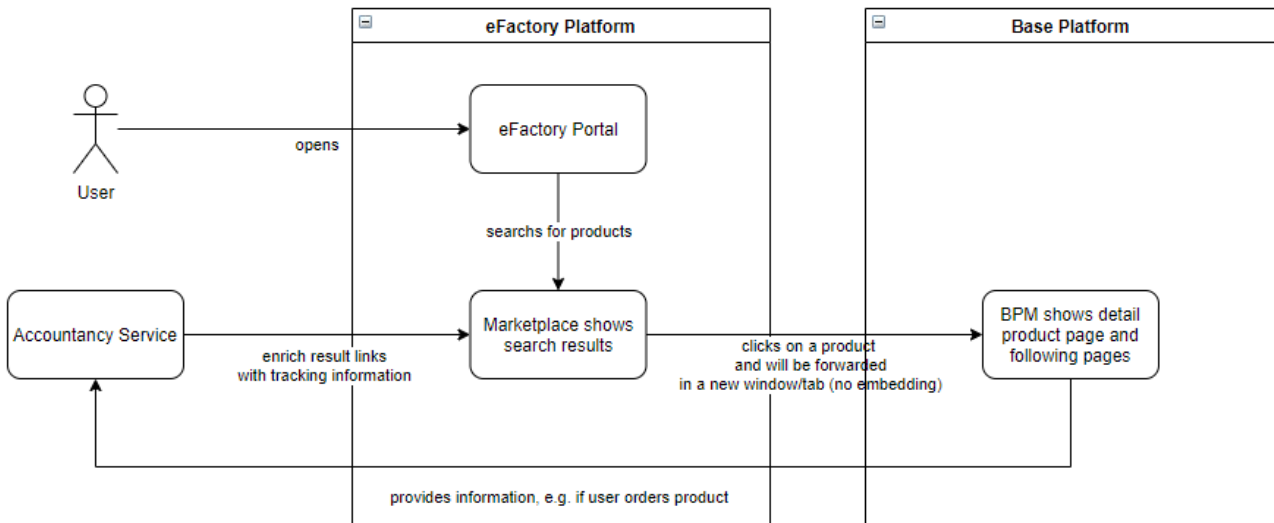 eFactory Platform
Base Platform
eFactory Portal
opens
User
searchs for products
Accountancy Service
enrich result links
with tracking information
Marketplace shows
search results
clicks on a product
and will be forwarded
in a new window/tab (no embedding)
BPM shows detail
product page and
following pages
provides information, e.g. if user orders product